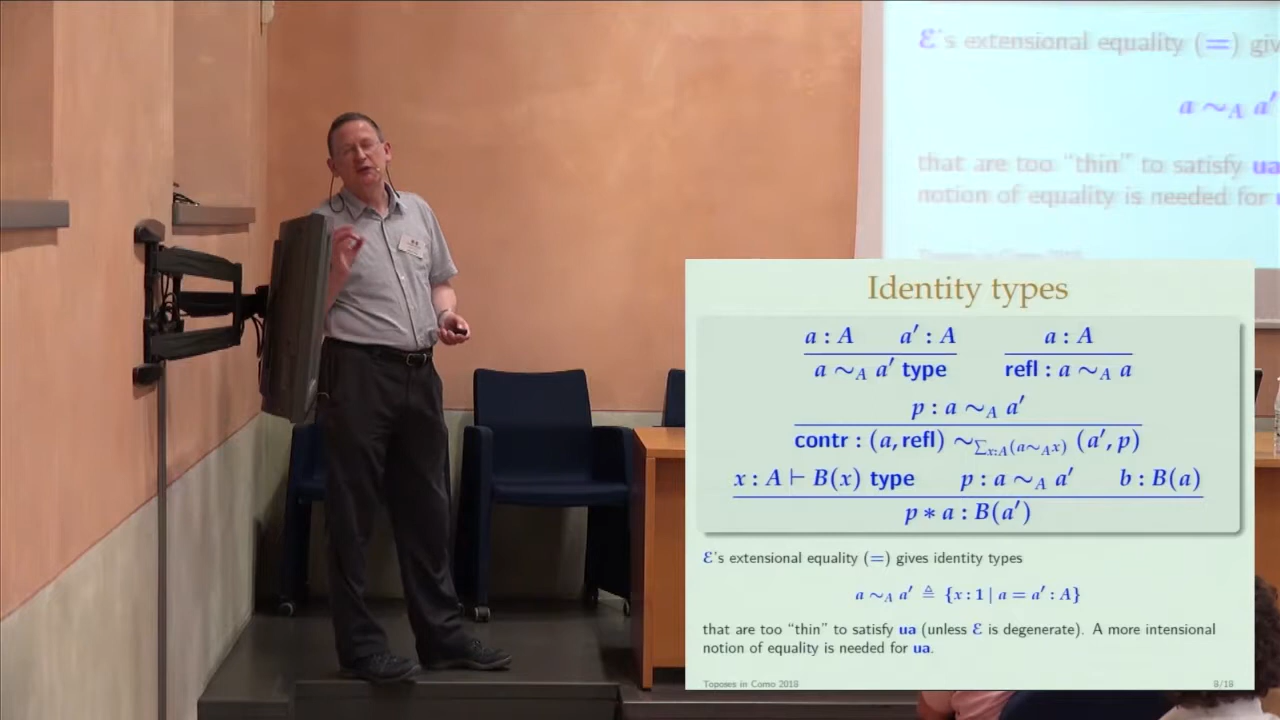 ℰ's extensional equality (=) giv
a ∼_A a′
that are too “thin” to satisfy ua
notion of equality is needed for
Identity types
a : A a′ : A a : A
a ∼_A a′ type refl : a ∼_A a
p : a ∼_A a′
contr : (a, refl) ∼_{∑_{x:A}(a∼_A x)} (a′, p)
x : A ⊢ B(x) type p : a ∼_A a′ b : B(a)
p ∗ a : B(a′)
ℰ's extensional equality (=) gives identity types
a ∼_A a′ ≜ {x : 1 | a = a′ : A}
that are too “thin” to satisfy ua (unless ℰ is degenerate). A more intensional
notion of equality is needed for ua.
Toposes in Como 2018 8/18